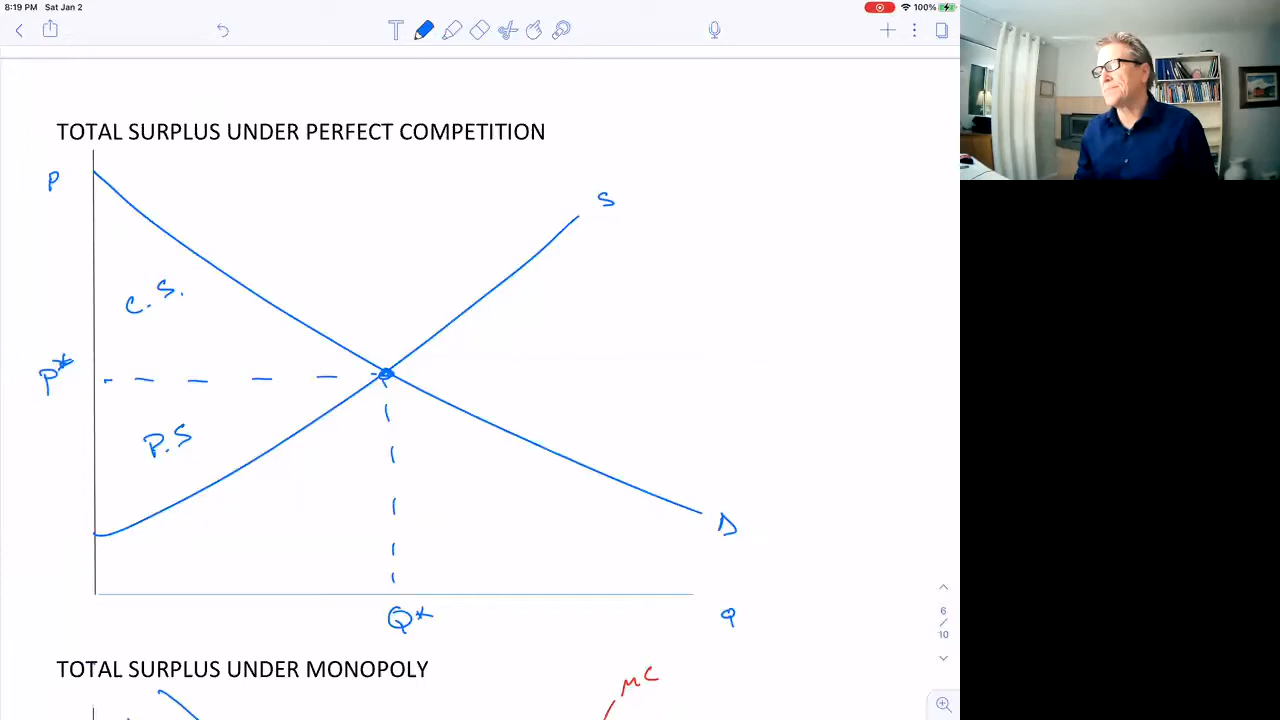 8:19 PM Sat Jan 2
100%
TOTAL SURPLUS UNDER PERFECT COMPETITION
P
S
C.S.
P*
P.S
D
Q*
Q
6
/
10
TOTAL SURPLUS UNDER MONOPOLY
MC